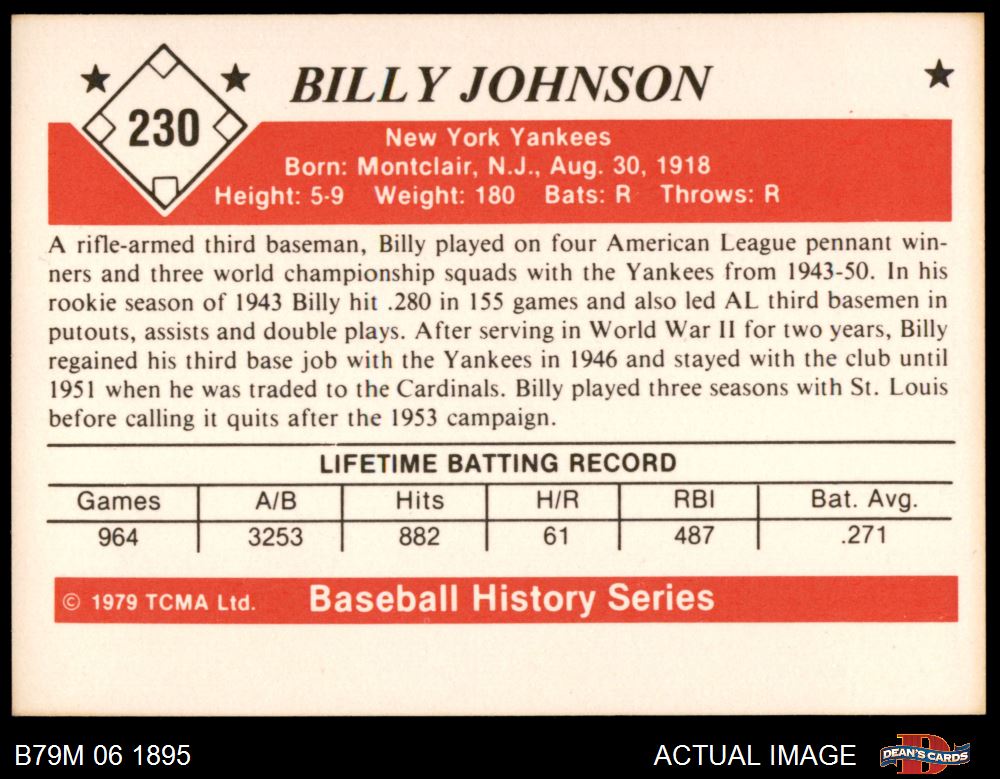 230
BILLY JOHNSON
New York Yankees
Born: Montclair, N.J., Aug. 30, 1918
Height: 5-9 Weight: 180 Bats: R Throws: R
A rifle-armed third baseman, Billy played on four American League pennant win-
ners and three world championship squads with the Yankees from 1943-50. In his
rookie season of 1943 Billy hit .280 in 155 games and also led AL third basemen in
putouts, assists and double plays. After serving in World War II for two years, Billy
regained his third base job with the Yankees in 1946 and stayed with the club until
1951 when he was traded to the Cardinals. Billy played three seasons with St. Louis
before calling it quits after the 1953 campaign.
LIFETIME BATTING RECORD
Games A/B Hits H/R RBI Bat. Avg.
964 3253 882 61 487 .271
© 1979 TCMA Ltd. Baseball History Series
B79M 06 1895 ACTUAL IMAGE DEAN'S CARDS